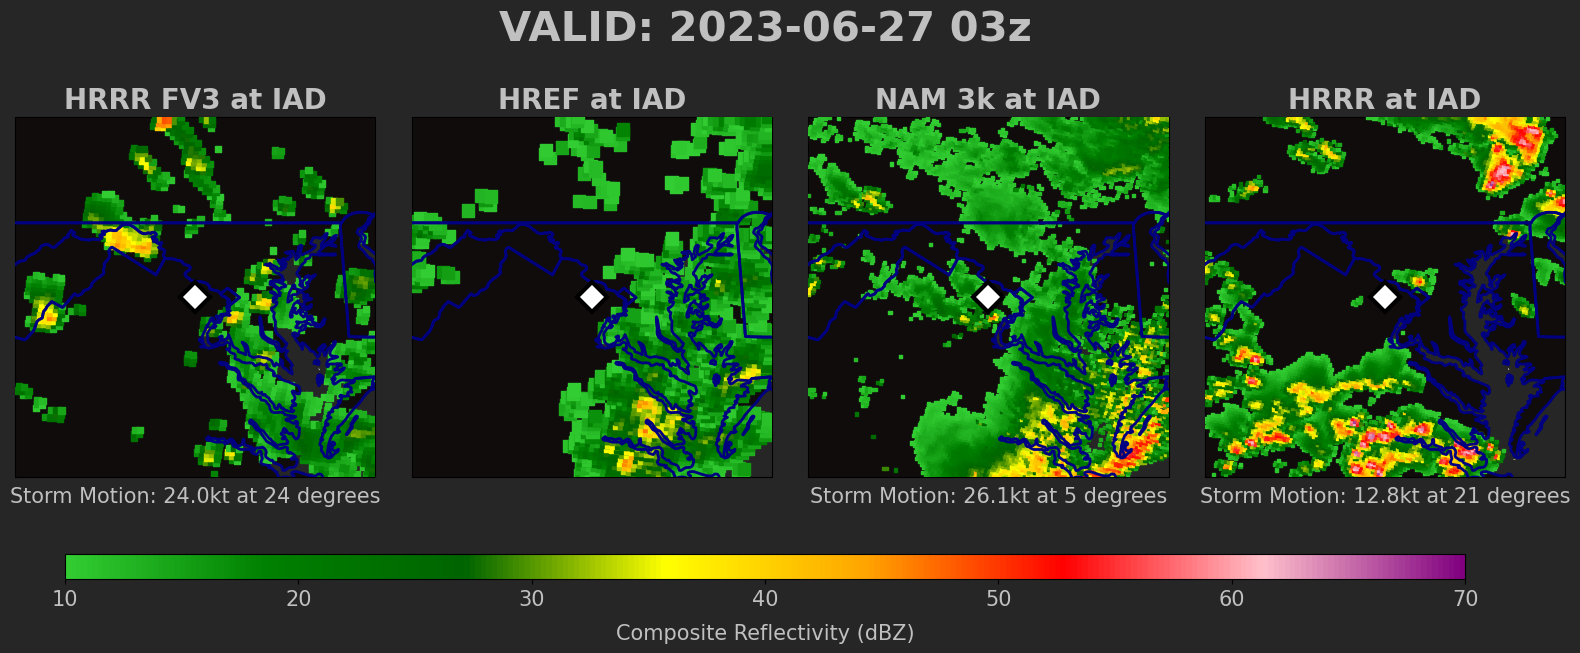 VALID: 2023-06-27 03z
HRRR FV3 at IAD
HREF at IAD
NAM 3k at IAD
HRRR at IAD
Storm Motion: 24.0kt at 24 degrees
Storm Motion: 26.1kt at 5 degrees
Storm Motion: 12.8kt at 21 degrees
10 20 30 40 50 60 70
Composite Reflectivity (dBZ)